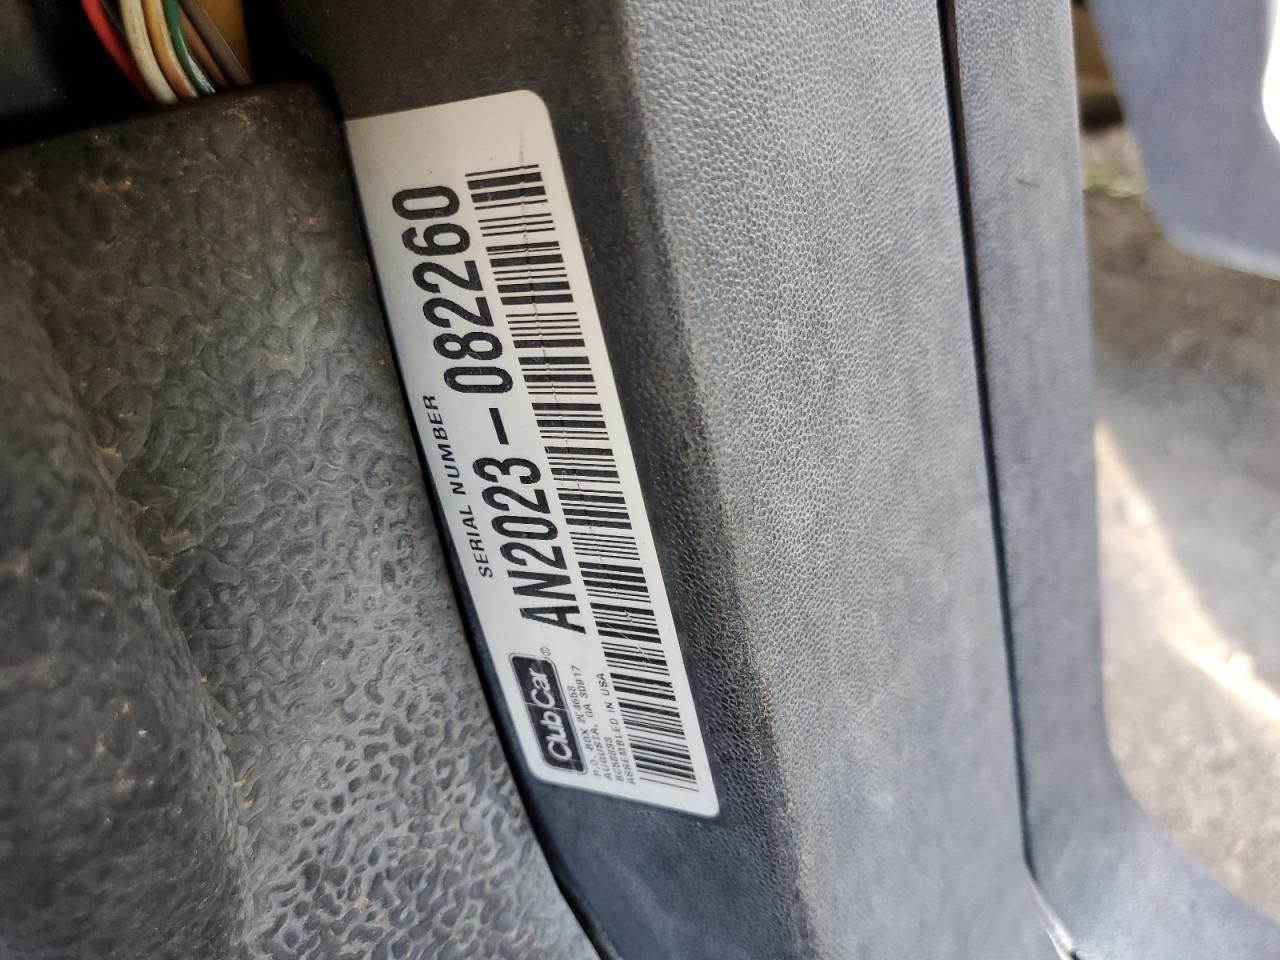 SERIAL NUMBER
AN2023-082260
Club Car®
P.O. BOX 204658
AUGUSTA, GA 30917
ASSEMBLED IN USA